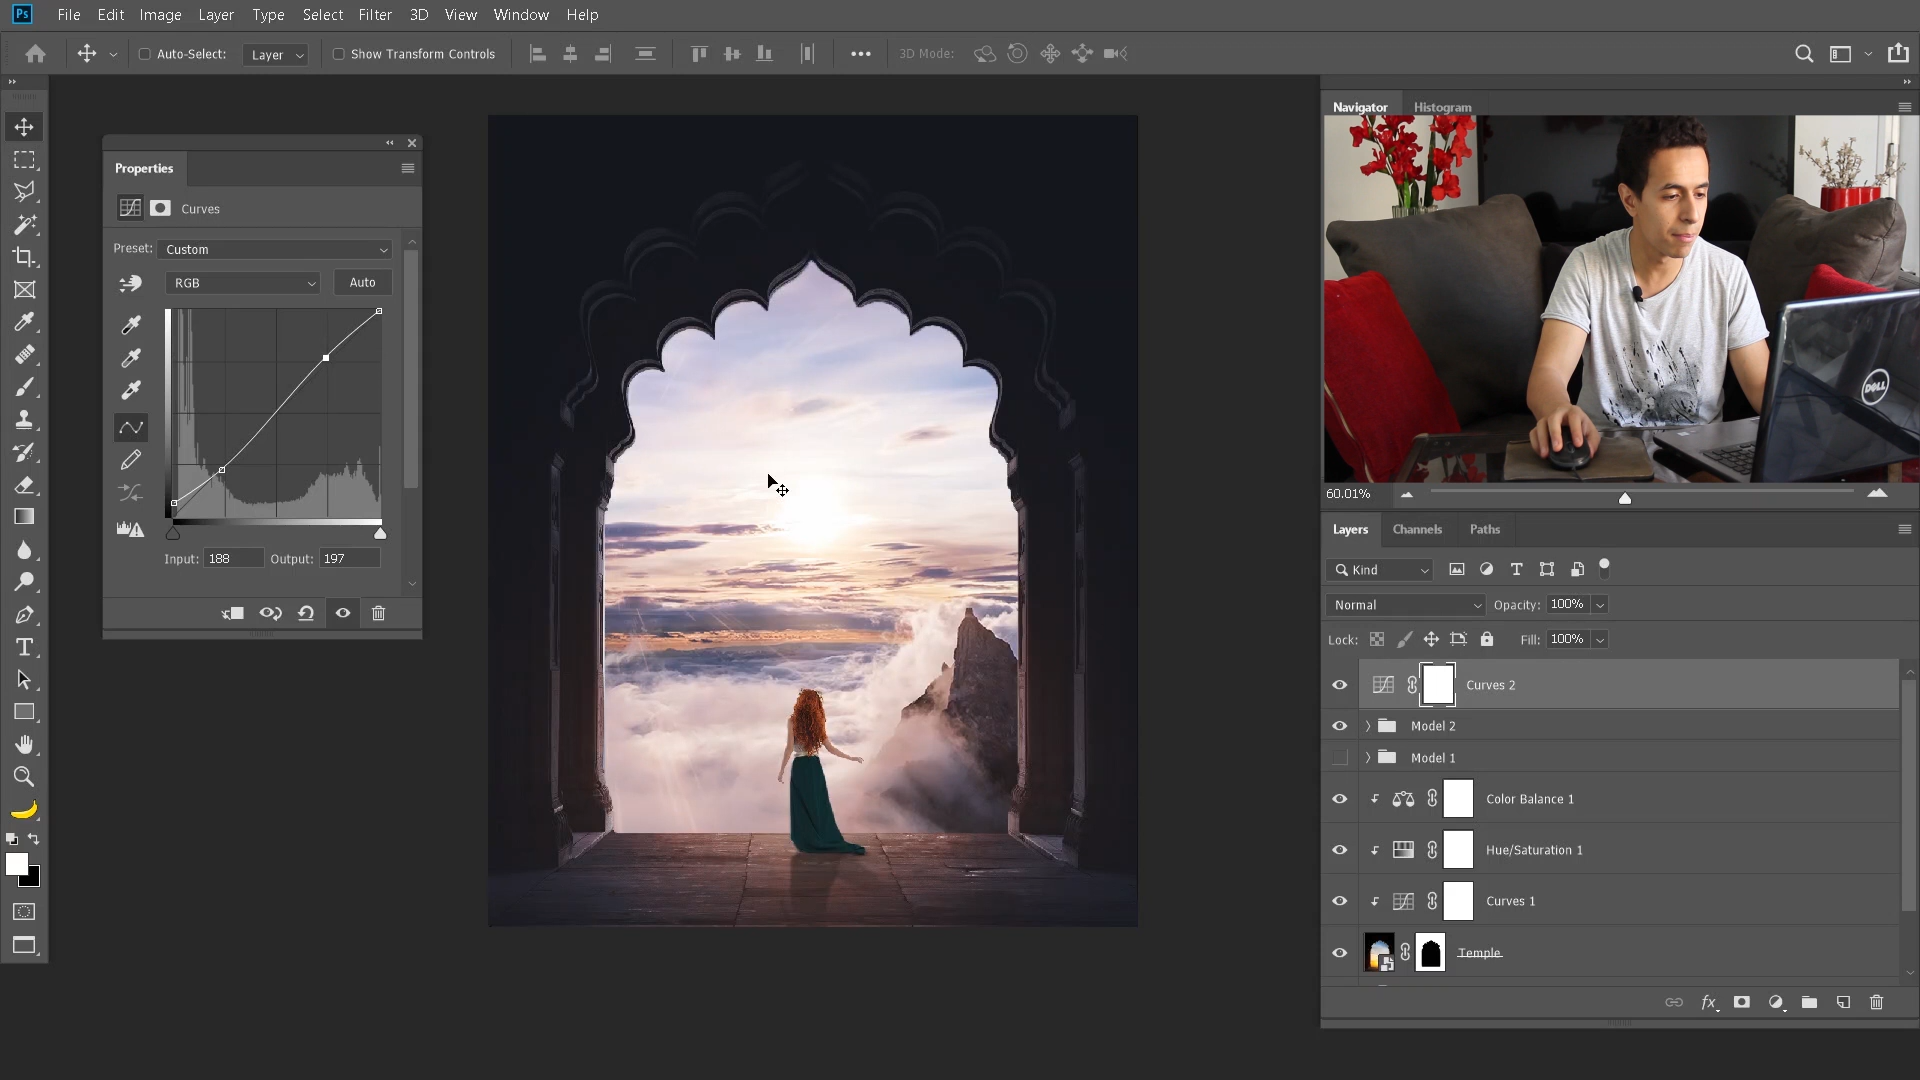 Ps File Edit Image Layer Type Select Filter 3D View Window Help
Auto-Select: Layer Show Transform Controls 3D Mode:
Properties
Curves
Preset: Custom
RGB Auto
Input: 188 Output: 197
Navigator Histogram
DELL
60.01%
Layers Channels Paths
Kind
Normal Opacity: 100%
Lock: Fill: 100%
Curves 2
Model 2
Model 1
Color Balance 1
Hue/Saturation 1
Curves 1
Temple
fx